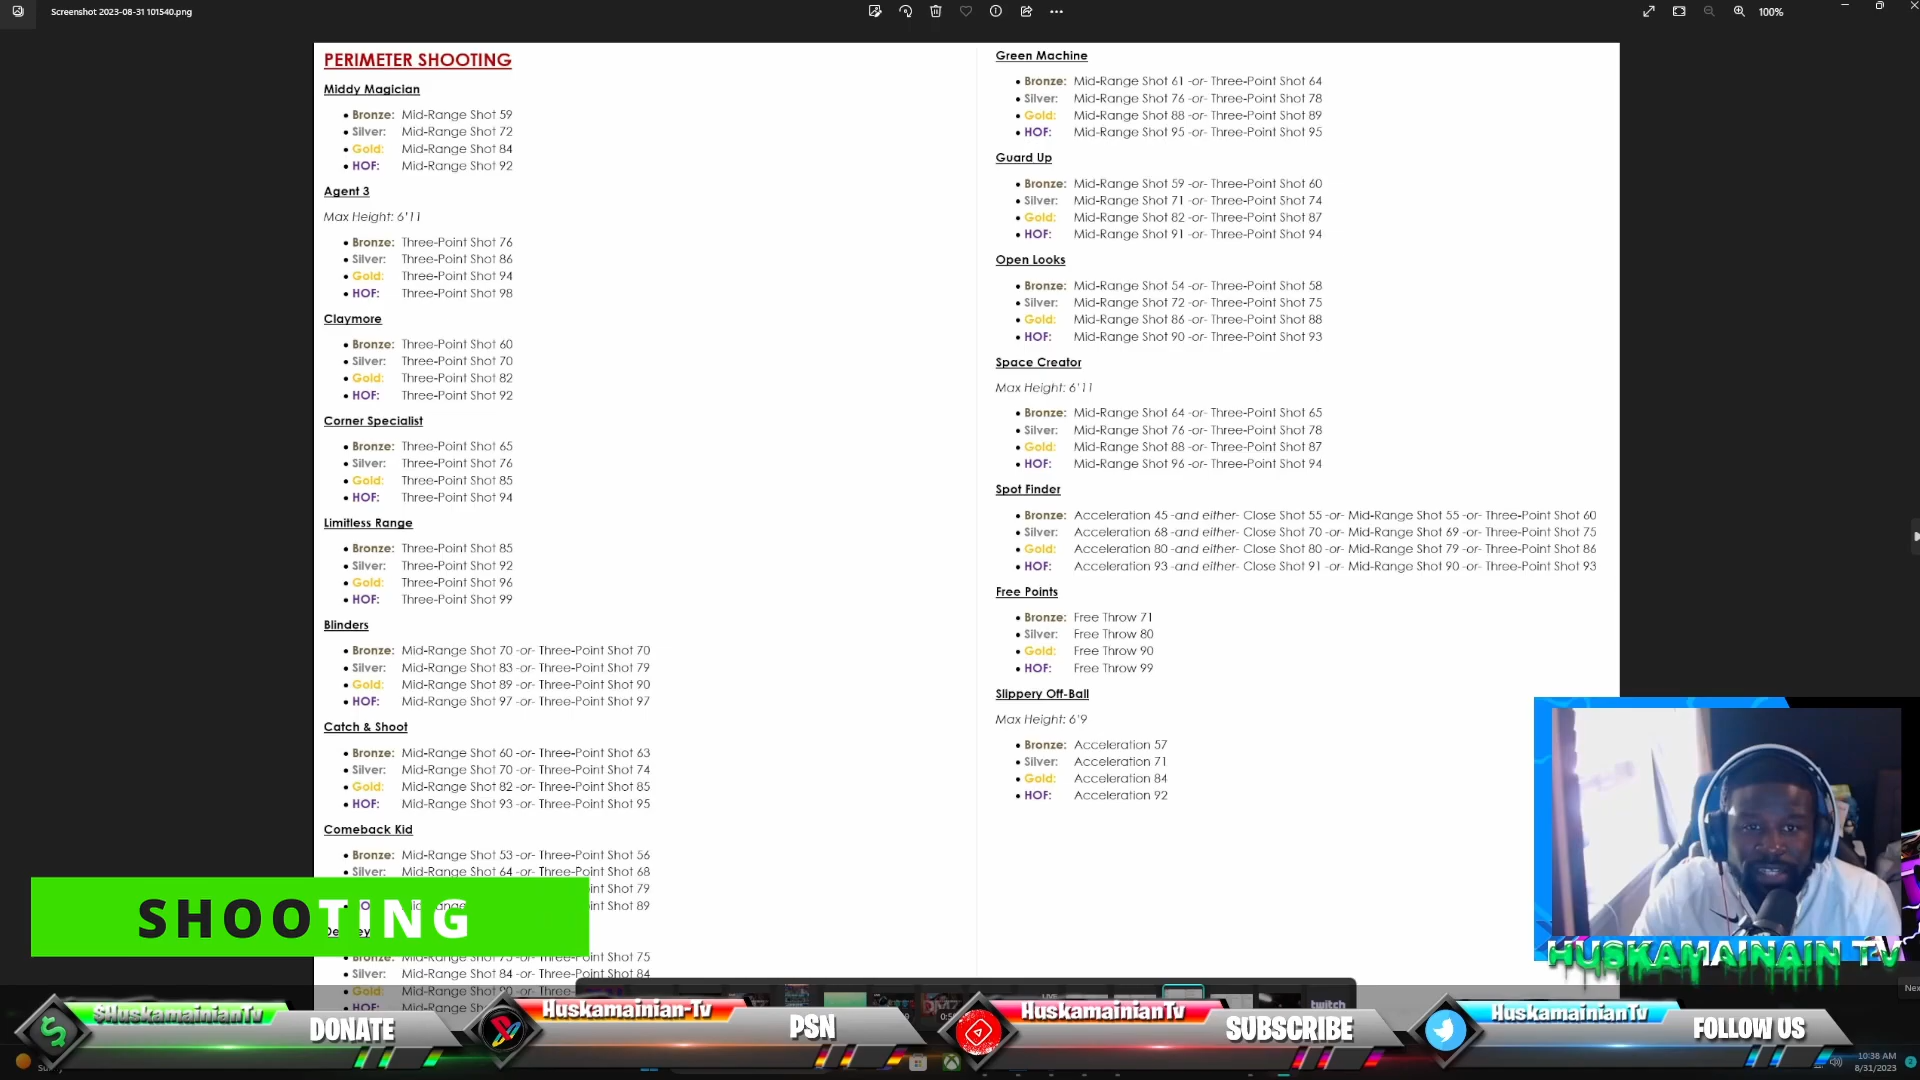 Screenshot 2023-08-31 101540.png
100%
PERIMETER SHOOTING
Middy Magician
• Bronze: Mid-Range Shot 59
• Silver: Mid-Range Shot 72
• Gold: Mid-Range Shot 84
• HOF: Mid-Range Shot 92
Agent 3
Max Height: 6'11
• Bronze: Three-Point Shot 76
• Silver: Three-Point Shot 86
• Gold: Three-Point Shot 94
• HOF: Three-Point Shot 98
Claymore
• Bronze: Three-Point Shot 60
• Silver: Three-Point Shot 70
• Gold: Three-Point Shot 82
• HOF: Three-Point Shot 92
Corner Specialist
• Bronze: Three-Point Shot 65
• Silver: Three-Point Shot 76
• Gold: Three-Point Shot 85
• HOF: Three-Point Shot 94
Limitless Range
• Bronze: Three-Point Shot 85
• Silver: Three-Point Shot 92
• Gold: Three-Point Shot 96
• HOF: Three-Point Shot 99
Blinders
• Bronze: Mid-Range Shot 70 -or- Three-Point Shot 70
• Silver: Mid-Range Shot 83 -or- Three-Point Shot 79
• Gold: Mid-Range Shot 89 -or- Three-Point Shot 90
• HOF: Mid-Range Shot 97 -or- Three-Point Shot 97
Catch & Shoot
• Bronze: Mid-Range Shot 60 -or- Three-Point Shot 63
• Silver: Mid-Range Shot 70 -or- Three-Point Shot 74
• Gold: Mid-Range Shot 82 -or- Three-Point Shot 85
• HOF: Mid-Range Shot 93 -or- Three-Point Shot 95
Comeback Kid
• Bronze: Mid-Range Shot 53 -or- Three-Point Shot 56
• Silver: Mid-Range Shot 64 -or- Three-Point Shot 68
Shot 79
Shot 89
SHOOTING
• Bronze: Mid-Range Shot 75 -or- Three-Point Shot 75
• Silver: Mid-Range Shot 84 -or- Three-Point Shot 84
• Gold: Mid-Range Shot
• HOF: Mid-Range
Green Machine
• Bronze: Mid-Range Shot 61 -or- Three-Point Shot 64
• Silver: Mid-Range Shot 76 -or- Three-Point Shot 78
• Gold: Mid-Range Shot 88 -or- Three-Point Shot 89
• HOF: Mid-Range Shot 95 -or- Three-Point Shot 95
Guard Up
• Bronze: Mid-Range Shot 59 -or- Three-Point Shot 60
• Silver: Mid-Range Shot 71 -or- Three-Point Shot 74
• Gold: Mid-Range Shot 82 -or- Three-Point Shot 87
• HOF: Mid-Range Shot 91 -or- Three-Point Shot 94
Open Looks
• Bronze: Mid-Range Shot 54 -or- Three-Point Shot 58
• Silver: Mid-Range Shot 72 -or- Three-Point Shot 75
• Gold: Mid-Range Shot 86 -or- Three-Point Shot 88
• HOF: Mid-Range Shot 90 -or- Three-Point Shot 93
Space Creator
Max Height: 6'11
• Bronze: Mid-Range Shot 64 -or- Three-Point Shot 65
• Silver: Mid-Range Shot 76 -or- Three-Point Shot 78
• Gold: Mid-Range Shot 88 -or- Three-Point Shot 87
• HOF: Mid-Range Shot 96 -or- Three-Point Shot 94
Spot Finder
• Bronze: Acceleration 45 -and either- Close Shot 55 -or- Mid-Range Shot 55 -or- Three-Point Shot 60
• Silver: Acceleration 68 -and either- Close Shot 70 -or- Mid-Range Shot 69 -or- Three-Point Shot 75
• Gold: Acceleration 80 -and either- Close Shot 80 -or- Mid-Range Shot 79 -or- Three-Point Shot 86
• HOF: Acceleration 93 -and either- Close Shot 91 -or- Mid-Range Shot 90 -or- Three-Point Shot 93
Free Points
• Bronze: Free Throw 71
• Silver: Free Throw 80
• Gold: Free Throw 90
• HOF: Free Throw 99
Slippery Off-Ball
Max Height: 6'9
• Bronze: Acceleration 57
• Silver: Acceleration 71
• Gold: Acceleration 84
• HOF: Acceleration 92
HUSKAMAINAIN TV
twitch
$HuskamainianTv
DONATE
Huskamainian-Tv
PSN
HuskamainianTv
SUBSCRIBE
HuskamainianTv
FOLLOW US
10:38 AM
8/31/2023